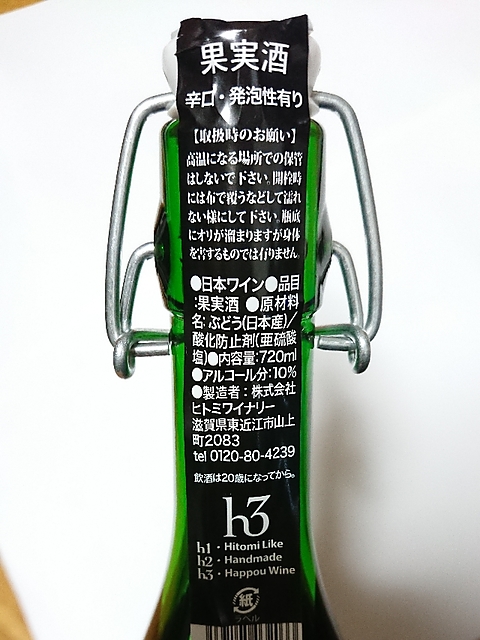 果実酒
辛口・発泡性有り
【取扱時のお願い】
高温になる場所での保管
はしないで下さい。開栓時
には布で覆うなどして濡れ
ない様にして下さい。瓶底
にオリが溜まりますが身体
を害するものでは有りません。
●日本ワイン●品目
:果実酒 ●原材料
名:ぶどう(日本産)/
酸化防止剤(亜硫酸
塩)●内容量:720ml
●アルコール分:10%
●製造者:株式会社
ヒトミワイナリー
滋賀県東近江市山上
町2083
tel 0120-80-4239
飲酒は20歳になってから。
h3
h1・Hitomi Like
h2・Handmade
h3・Happou Wine
紙
ラベル